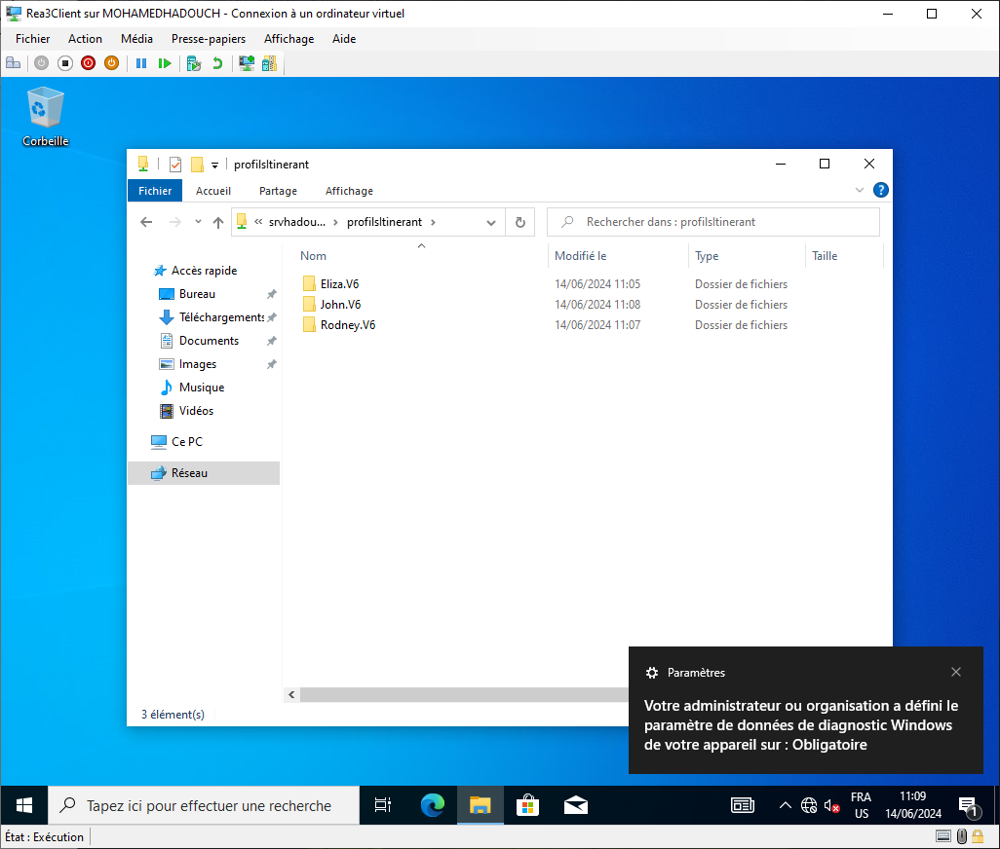 Rea3Client sur MOHAMEDHADOUCH - Connexion à un ordinateur virtuel
Fichier Action Média Presse-papiers Affichage Aide
Corbeille
profilsItinerant
Fichier Accueil Partage Affichage
?
« srvhadou... > profilsItinerant >
Rechercher dans : profilsItinerant
Nom Modifié le Type Taille
Accès rapide
Bureau
Téléchargements
Documents
Images
Musique
Vidéos
Ce PC
Réseau
Eliza.V6 14/06/2024 11:05 Dossier de fichiers
John.V6 14/06/2024 11:08 Dossier de fichiers
Rodney.V6 14/06/2024 11:07 Dossier de fichiers
3 élément(s)
Paramètres
Votre administrateur ou organisation a défini le
paramètre de données de diagnostic Windows
de votre appareil sur : Obligatoire
Tapez ici pour effectuer une recherche
FRA
US
11:09
14/06/2024
1
État : Exécution